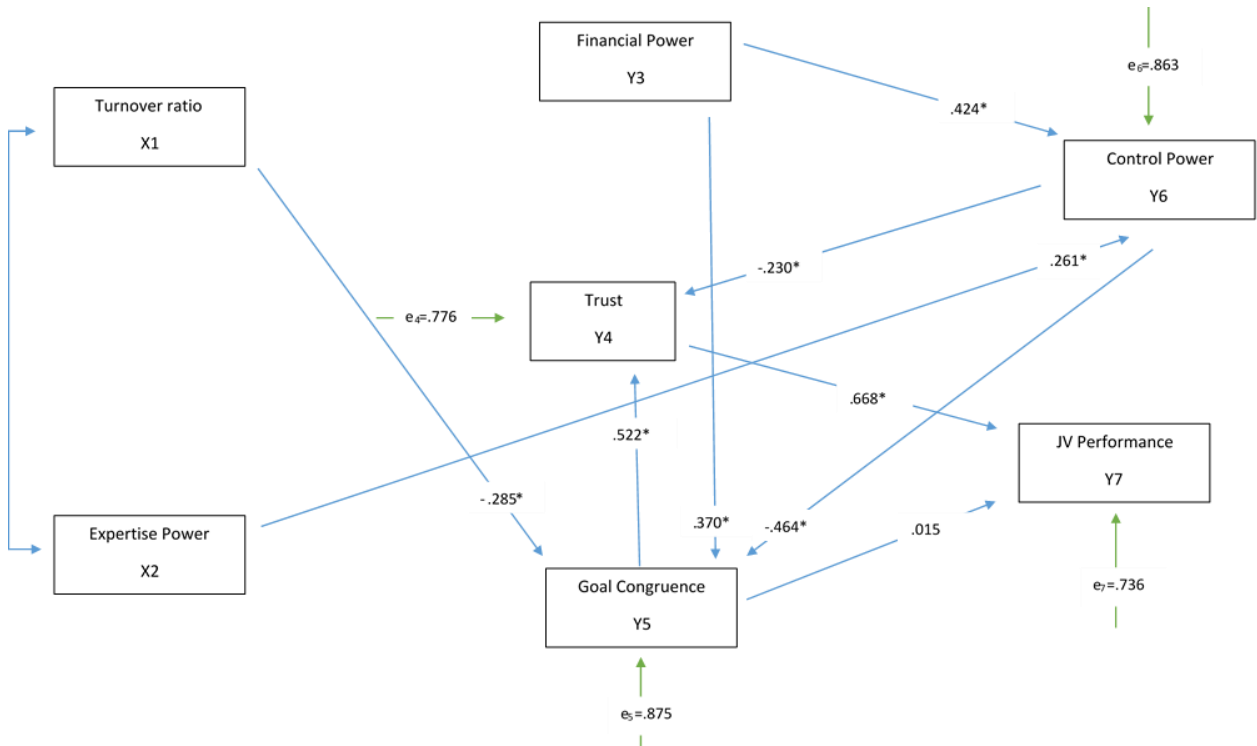 Financial Power
Y3
e₆=.863
Turnover ratio
X1
.424*
Control Power
Y6
-.230*
.261*
Trust
Y4
e₄=.776
.668*
.522*
JV Performance
Y7
-.285*
.370*
-.464*
.015
Expertise Power
X2
Goal Congruence
Y5
e₇=.736
e₅=.875